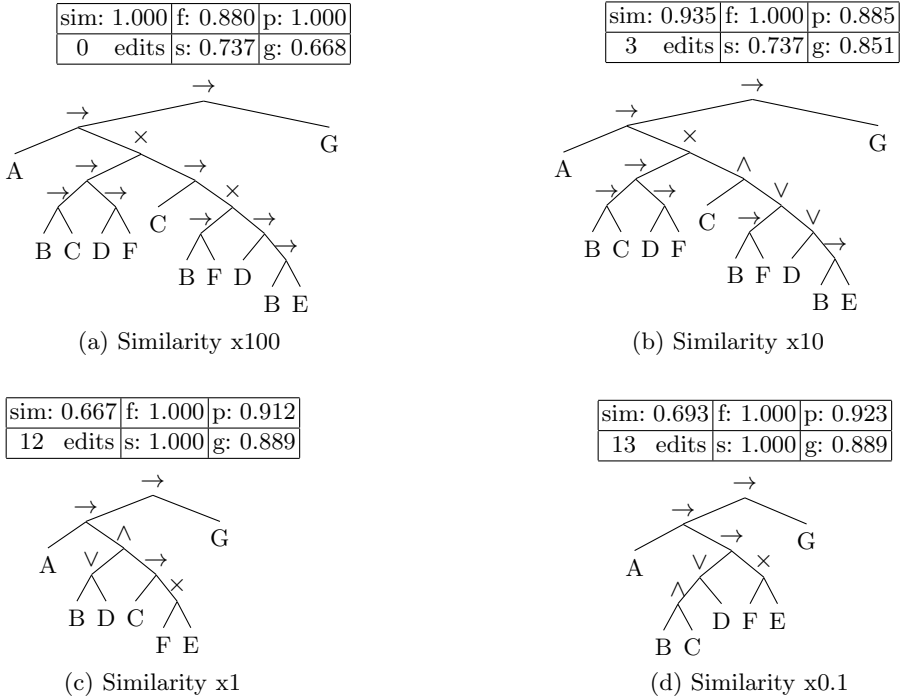 sim: 1.000 f: 0.880 p: 1.000
0 edits s: 0.737 g: 0.668
→
→
×
G
A
→ →
→ → C ×
B C D F → →
B F D →
B E
(a) Similarity x100
sim: 0.935 f: 1.000 p: 0.885
3 edits s: 0.737 g: 0.851
→
→
×
G
A
→ ∧
→ → C ∨
B C D F → ∨
B F D →
B E
(b) Similarity x10
sim: 0.667 f: 1.000 p: 0.912
12 edits s: 1.000 g: 0.889
→
→
∧ G
A ∨ →
B D C ×
F E
(c) Similarity x1
sim: 0.693 f: 1.000 p: 0.923
13 edits s: 1.000 g: 0.889
→
→
→ G
A ∨ ×
∧ D F E
B C
(d) Similarity x0.1